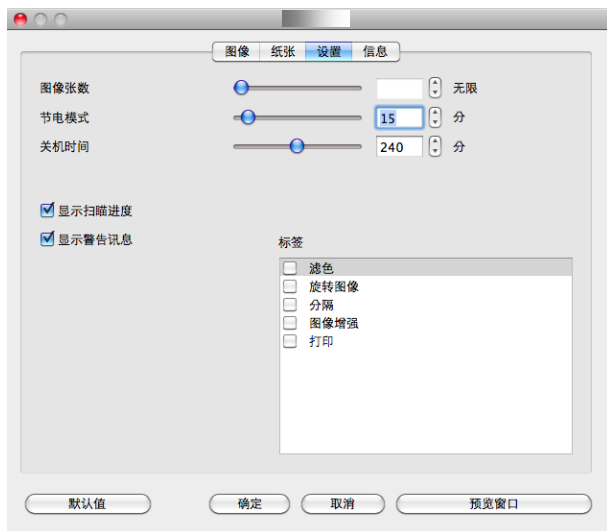 图像 纸张 设置 信息
图像张数 无限
节电模式 15 分
关机时间 240 分
显示扫瞄进度
显示警告讯息
标签
滤色
旋转图像
分隔
图像增强
打印
默认值 确定 取消 预览窗口